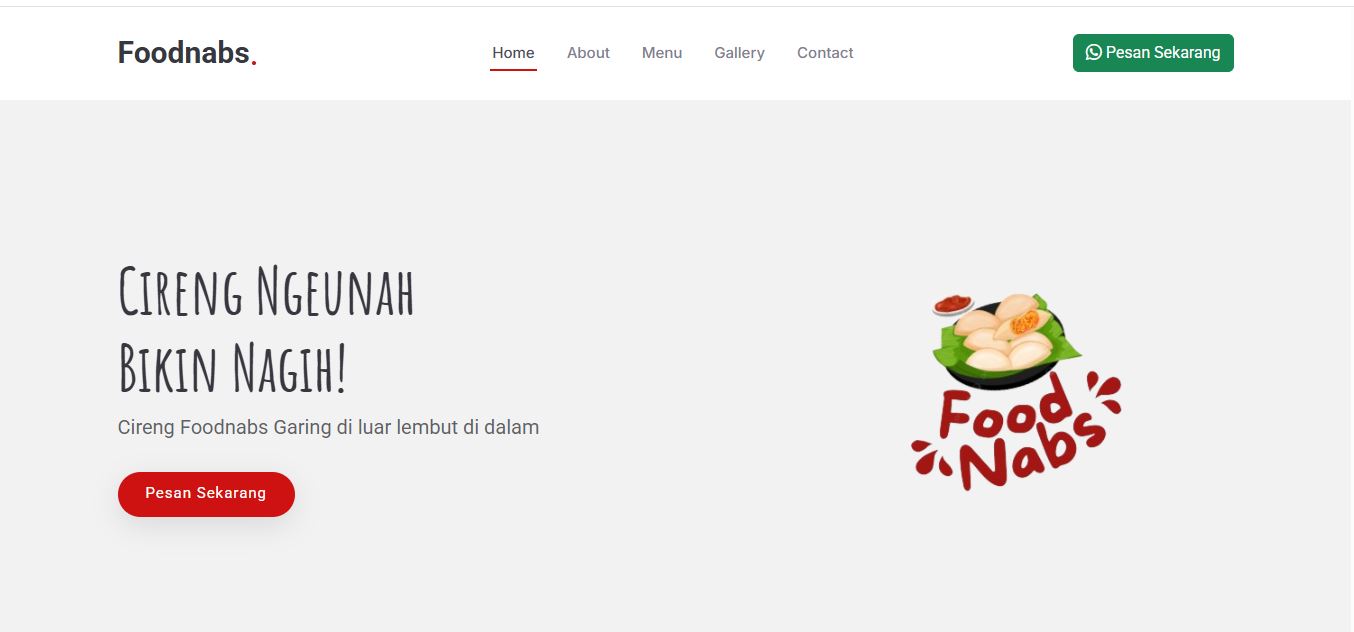 Foodnabs.
Home About Menu Gallery Contact
Pesan Sekarang
Cireng Ngeunah
Bikin Nagih!
Cireng Foodnabs Garing di luar lembut di dalam
Pesan Sekarang
Food
Nabs